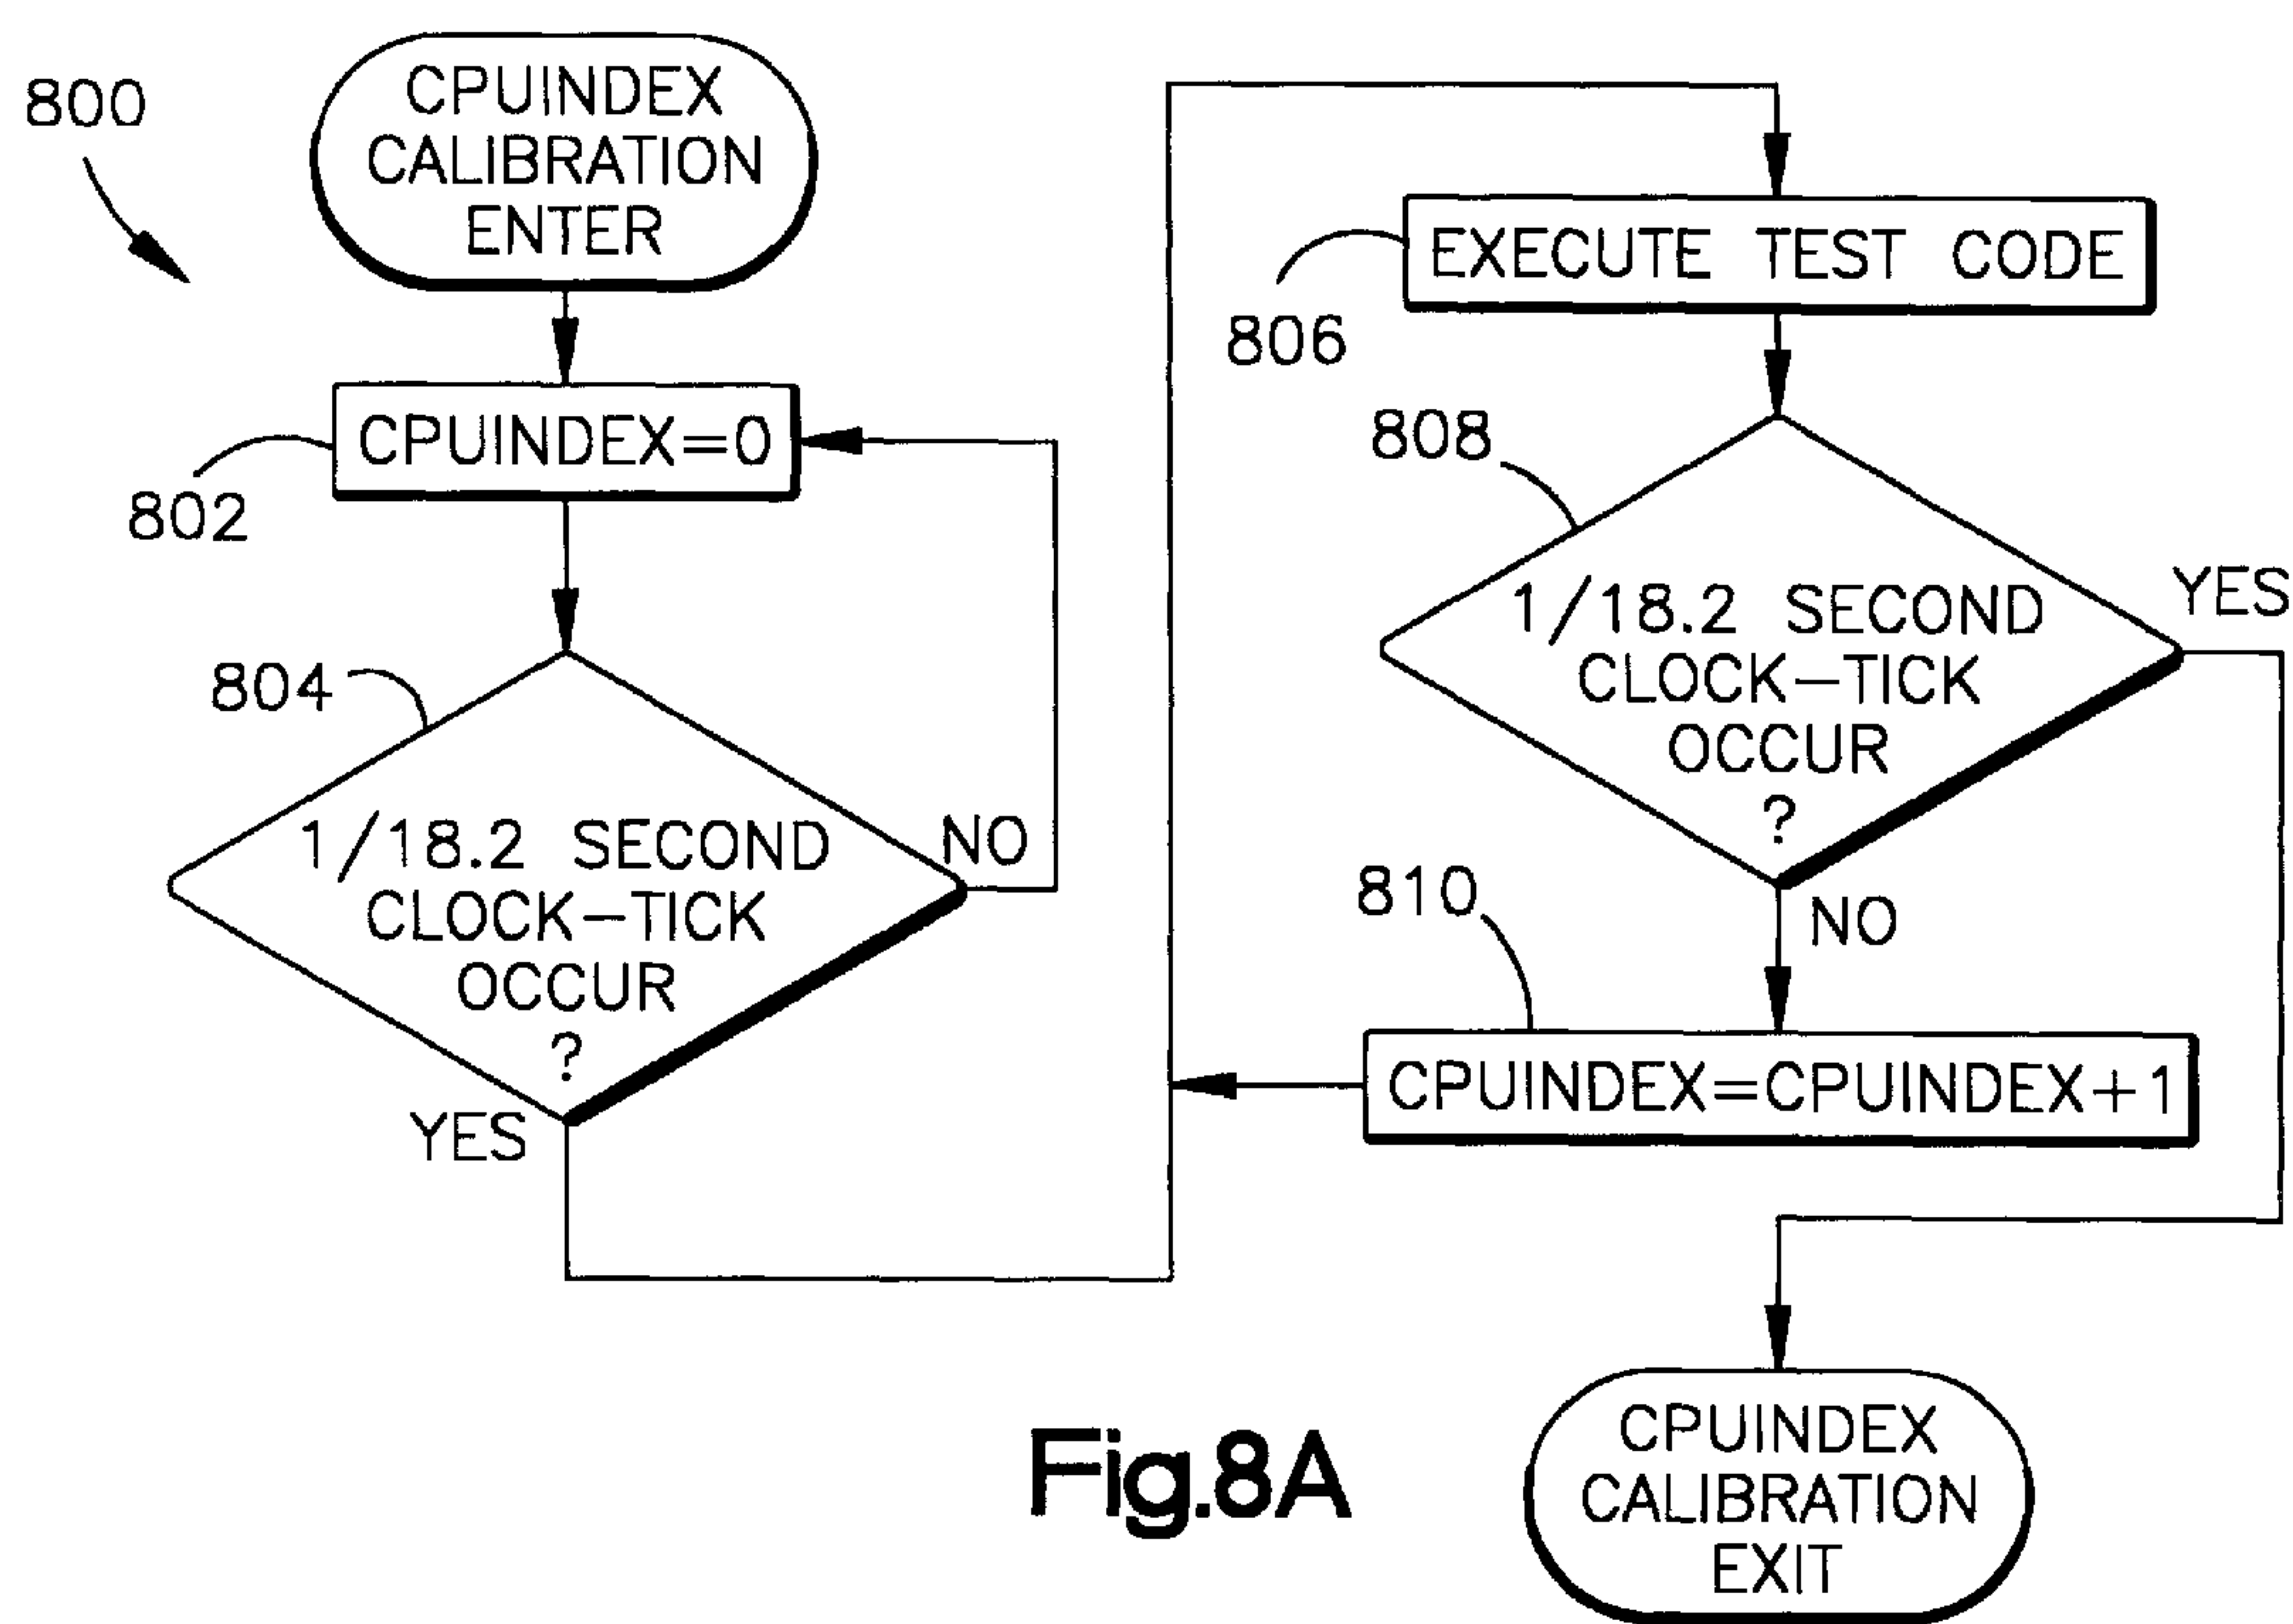 800
CPUINDEX
CALIBRATION
ENTER
CPUINDEX=0
802
804
1/18.2 SECOND
CLOCK–TICK
OCCUR
?
NO
YES
EXECUTE TEST CODE
806
808
1/18.2 SECOND
CLOCK–TICK
OCCUR
?
YES
NO
810
CPUINDEX=CPUINDEX+1
CPUINDEX
CALIBRATION
EXIT
Fig.8A